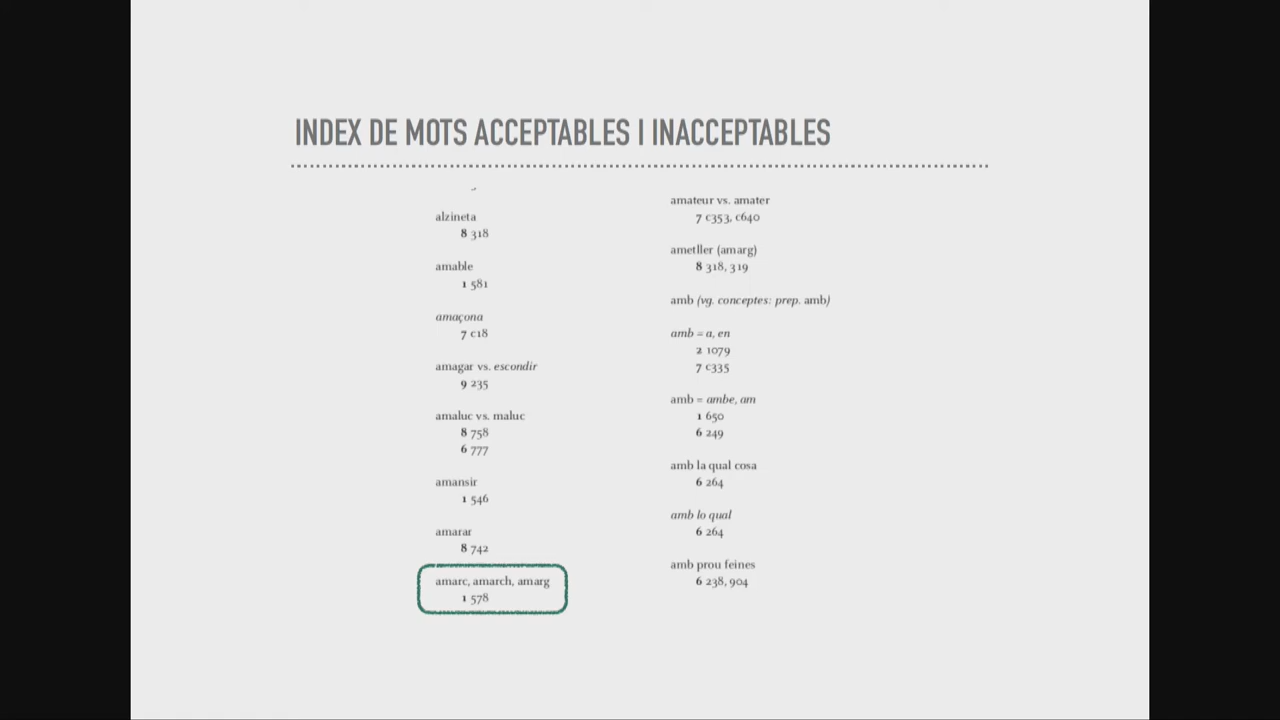 INDEX DE MOTS ACCEPTABLES I INACCEPTABLES
alzineta
8 318
amable
1 581
amaçona
7 c18
amagar vs. escondir
9 235
amaluc vs. maluc
8 758
6 777
amansir
1 546
amarar
8 742
amarc, amarch, amarg
1 578
amateur vs. amater
7 c353, c640
ametller (amarg)
8 318, 319
amb (vg. conceptes: prep. amb)
amb = a, en
2 1079
7 c335
amb = ambe, am
1 650
6 249
amb la qual cosa
6 264
amb lo qual
6 264
amb prou feines
6 238, 904